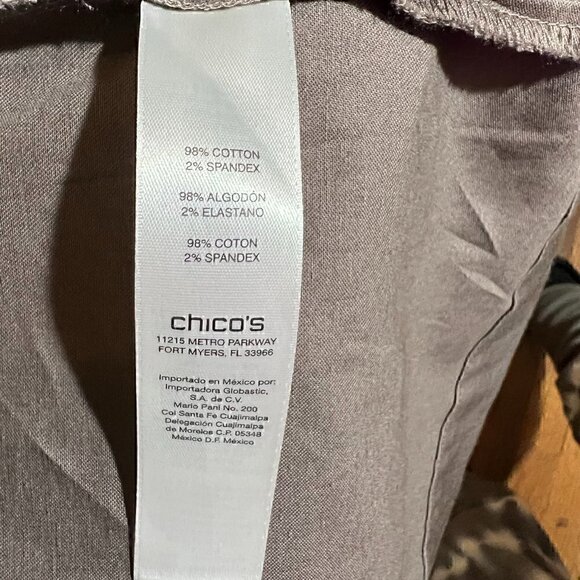 98% COTTON
2% SPANDEX
98% ALGODÓN
2% ELASTANO
98% COTON
2% SPANDEX
chico's
11215 METRO PARKWAY
FORT MYERS, FL 33966
Importado en México por:
Importadora Globastic,
S.A. de C.V.
Mario Pani No. 200
Col Santa Fe Cuajimalpa
Delegación Cuajimalpa
de Morelos C.P. 05348
México D.F. México